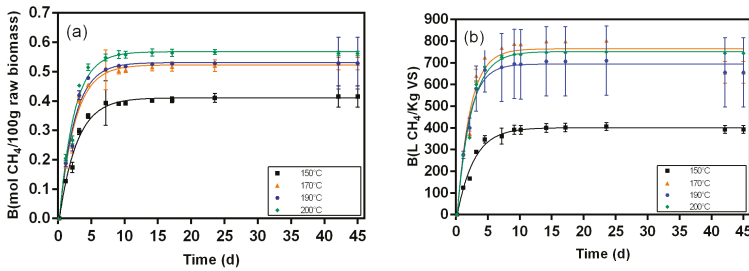 (a)
B(mol CH4/100g raw biomass)
0.7
0.6
0.5
0.4
0.3
0.2
0.1
0.0
0 5 10 15 20 25 30 35 40 45
Time (d)
150°C
170°C
190°C
200°C
(b)
B(L CH4/Kg VS)
900
800
700
600
500
400
300
200
100
0
0 5 10 15 20 25 30 35 40 45
Time (d)
150°C
170°C
190°C
200°C